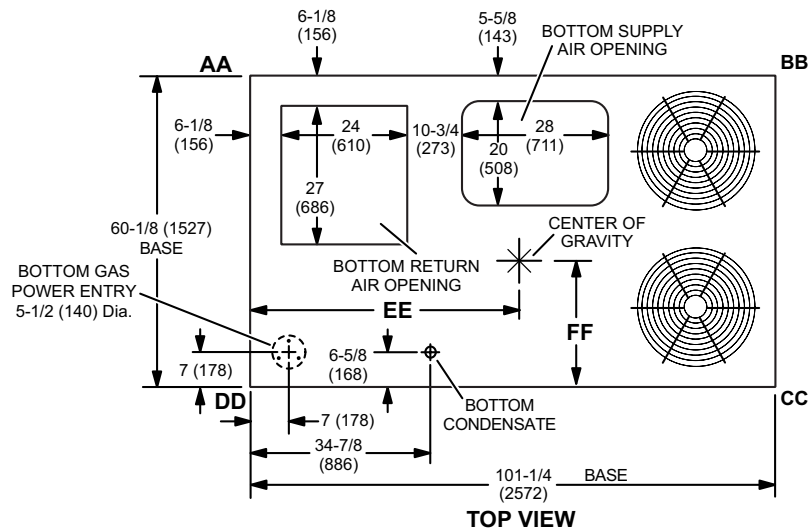 6-1/8
(156)
5-5/8
(143)
BOTTOM SUPPLY
AIR OPENING
AA
BB
6-1/8
(156)
24
(610)
10-3/4
(273)
28
(711)
20
(508)
27
(686)
60-1/8 (1527)
BASE
CENTER OF
GRAVITY
BOTTOM RETURN
AIR OPENING
BOTTOM GAS
POWER ENTRY
5-1/2 (140) Dia.
EE
FF
7 (178)
6-5/8
(168)
DD
CC
7 (178)
BOTTOM
CONDENSATE
34-7/8
(886)
101-1/4
(2572)
BASE
TOP VIEW